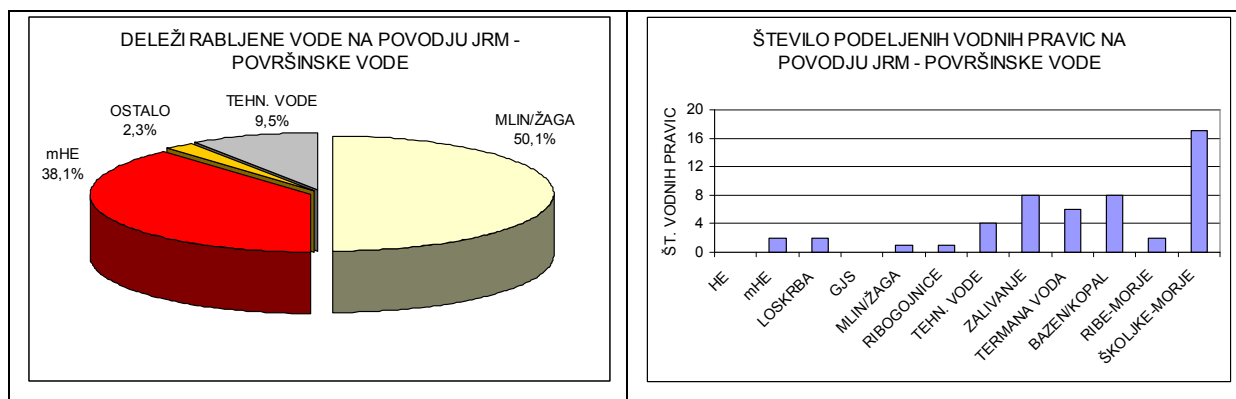 DELEŽI RABLJENE VODE NA POVODJU JRM -
POVRŠINSKE VODE
TEHN. VODE
9,5%
OSTALO
2,3%
MLIN/ŽAGA
50,1%
mHE
38,1%
ŠTEVILO PODELJENIH VODNIH PRAVIC NA
POVODJU JRM - POVRŠINSKE VODE
ŠT. VODNIH PRAVIC
20
16
12
8
4
0
HE
mHE
LOSKRBA
GJS
MLIN/ŽAGA
RIBOGOJNICE
TEHN. VODE
ZALIVANJE
TERMANA VODA
BAZEN/KOPAL
RIBE-MORJE
ŠKOLJKE-MORJE